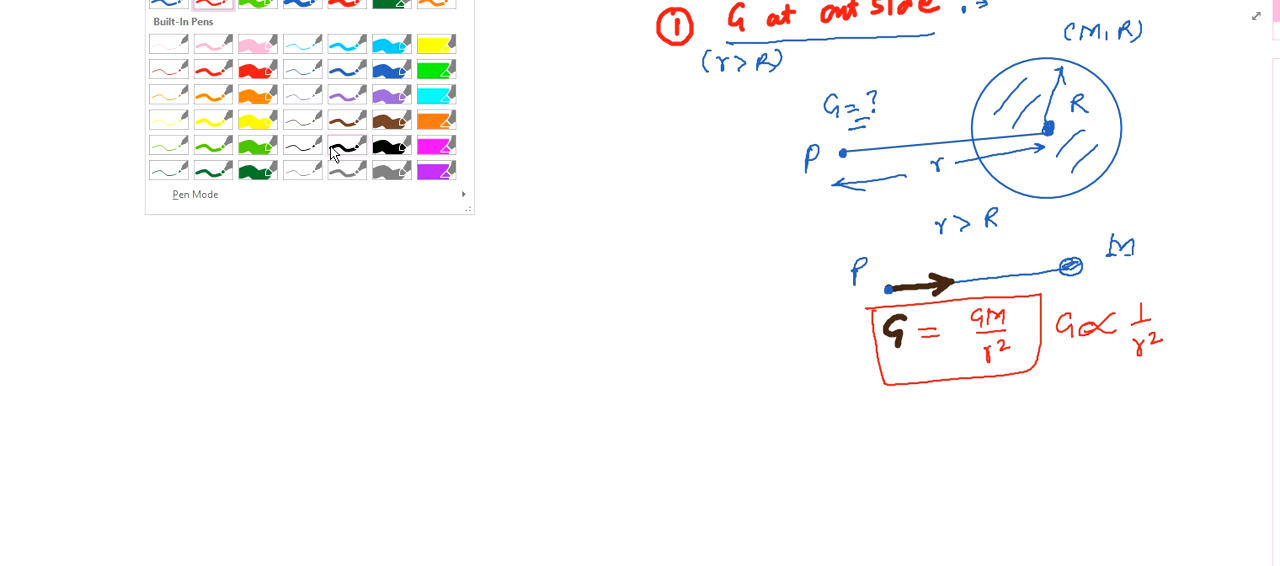 Built-In Pens
Pen Mode
① G at out side :→
(r > R)
(M, R)
G = ?
R
P
r
r > R
P
M
G = GM/r² G ∝ 1/r²